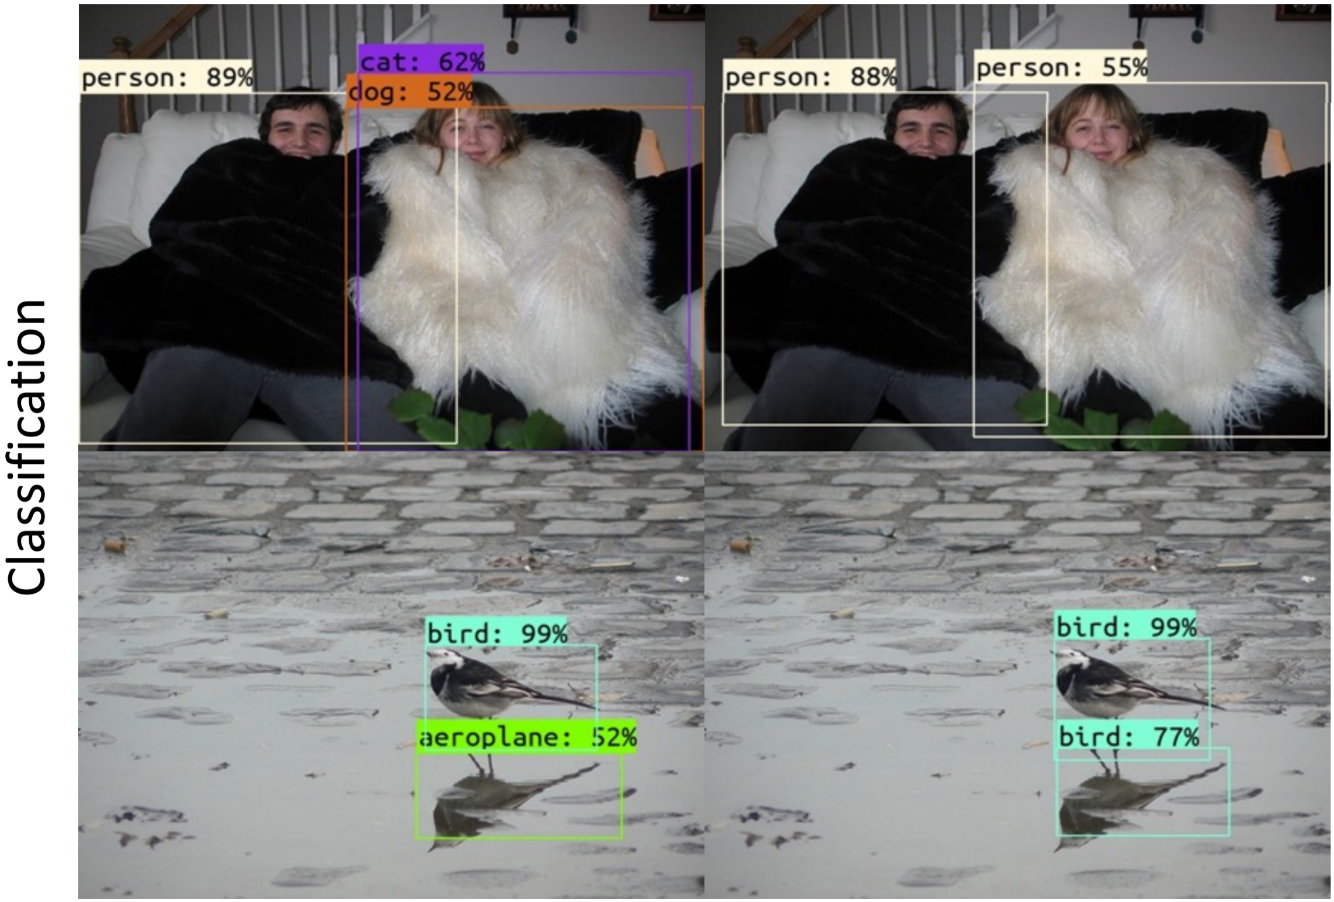 Classification
person: 89%
cat: 62%
dog: 52%
person: 88%
person: 55%
bird: 99%
aeroplane: 52%
bird: 99%
bird: 77%